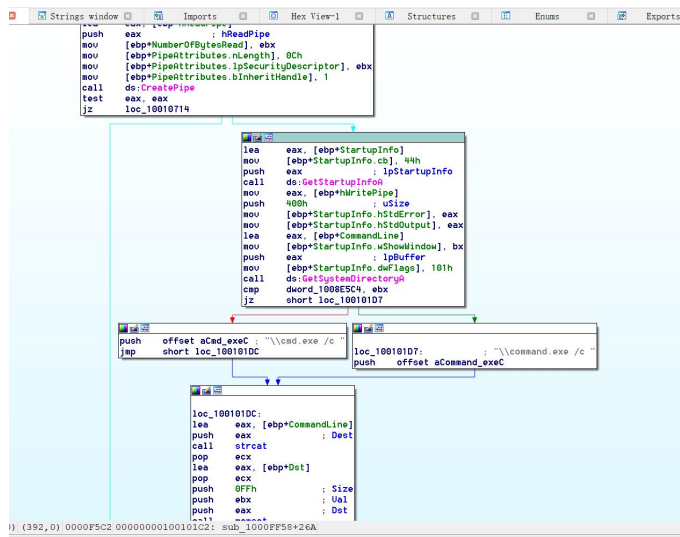 Strings window
Imports
Hex View-1
Structures
Enums
Exports
push eax ; hReadPipe
mov [ebp+NumberOfBytesRead], ebx
mov [ebp+PipeAttributes.nLength], 0Ch
mov [ebp+PipeAttributes.lpSecurityDescriptor], ebx
mov [ebp+PipeAttributes.bInheritHandle], 1
call ds:CreatePipe
test eax, eax
jz loc_10010714
lea eax, [ebp+StartupInfo]
mov [ebp+StartupInfo.cb], 44h
push eax ; lpStartupInfo
call ds:GetStartupInfoA
mov eax, [ebp+hWritePipe]
push 400h ; uSize
mov [ebp+StartupInfo.hStdError], eax
mov [ebp+StartupInfo.hStdOutput], eax
lea eax, [ebp+CommandLine]
mov [ebp+StartupInfo.wShowWindow], bx
push eax ; lpBuffer
mov [ebp+StartupInfo.dwFlags], 101h
call ds:GetSystemDirectoryA
cmp dword_1008E5C4, ebx
jz short loc_100101D7
push offset aCmd_exeC ; "\\cmd.exe /c "
jmp short loc_100101DC
loc_100101D7: ; "\\command.exe /c "
push offset aCommand_exeC
loc_100101DC:
lea eax, [ebp+CommandLine]
push eax ; Dest
call strcat
pop ecx
lea eax, [ebp+Dst]
pop ecx
push 0FFh ; Size
push ebx ; Val
push eax ; Dst
call memset
) (392,0) 0000F5C2 00000000100101C2: sub_1000FF58+26A